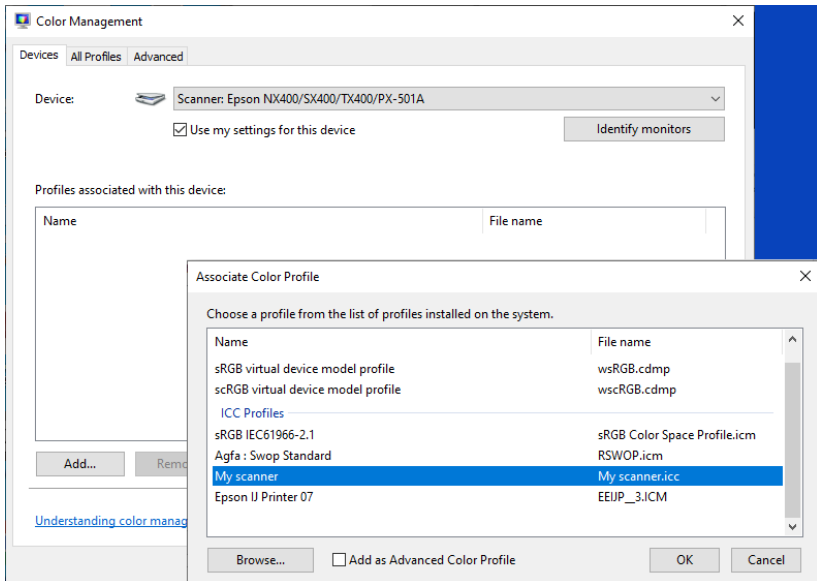 Color Management
Devices All Profiles Advanced
Device: Scanner: Epson NX400/SX400/TX400/PX-501A
Use my settings for this device Identify monitors
Profiles associated with this device:
Name File name
Associate Color Profile
Choose a profile from the list of profiles installed on the system.
Name File name
sRGB virtual device model profile wsRGB.cdmp
scRGB virtual device model profile wscRGB.cdmp
ICC Profiles
sRGB IEC61966-2.1 sRGB Color Space Profile.icm
Agfa : Swop Standard RSWOP.icm
My scanner My scanner.icc
Epson IJ Printer 07 EEIJP__3.ICM
Add... Remo
Understanding color manag
Browse... Add as Advanced Color Profile OK Cancel